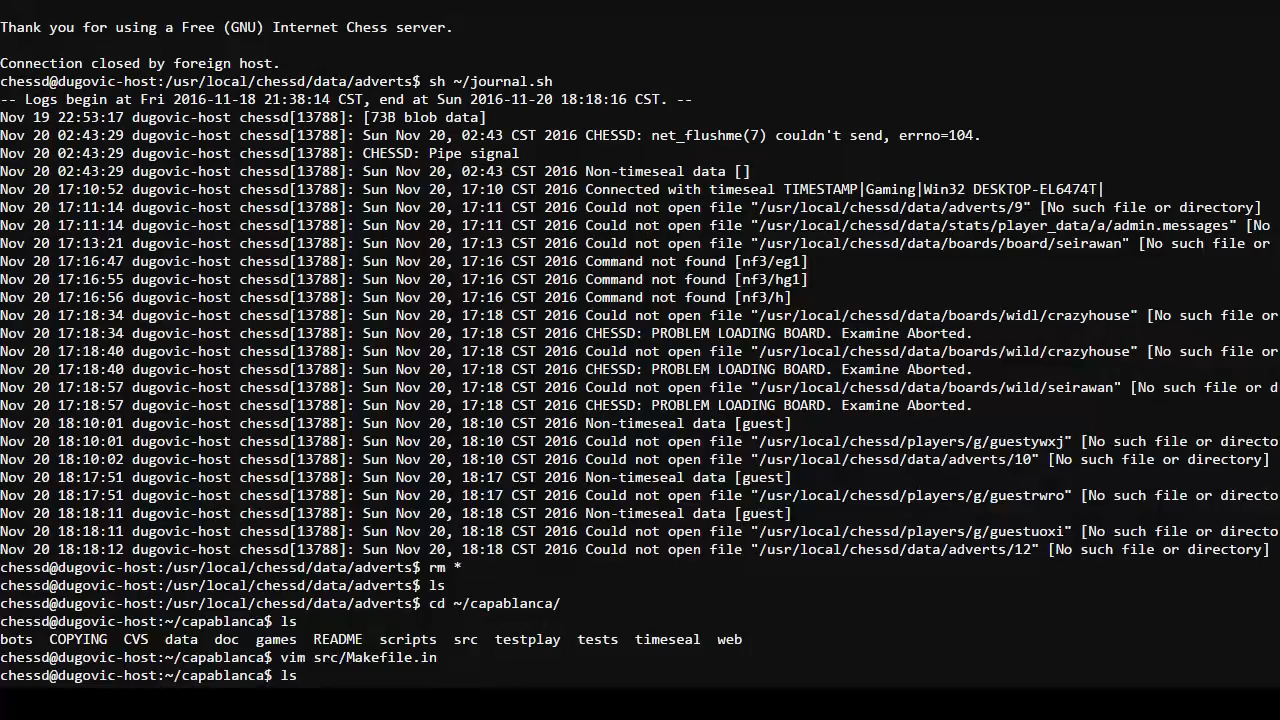 Thank you for using a Free (GNU) Internet Chess server.
Connection closed by foreign host.
chessd@dugovic-host:/usr/local/chessd/data/adverts$ sh ~/journal.sh
-- Logs begin at Fri 2016-11-18 21:38:14 CST, end at Sun 2016-11-20 18:18:16 CST. --
Nov 19 22:53:17 dugovic-host chessd[13788]: [73B blob data]
Nov 20 02:43:29 dugovic-host chessd[13788]: Sun Nov 20, 02:43 CST 2016 CHESSD: net_flushme(7) couldn't send, errno=104.
Nov 20 02:43:29 dugovic-host chessd[13788]: CHESSD: Pipe signal
Nov 20 02:43:29 dugovic-host chessd[13788]: Sun Nov 20, 02:43 CST 2016 Non-timeseal data []
Nov 20 17:10:52 dugovic-host chessd[13788]: Sun Nov 20, 17:10 CST 2016 Connected with timeseal TIMESTAMP|Gaming|Win32 DESKTOP-EL6474T|
Nov 20 17:11:14 dugovic-host chessd[13788]: Sun Nov 20, 17:11 CST 2016 Could not open file "/usr/local/chessd/data/adverts/9" [No such file or directory]
Nov 20 17:11:14 dugovic-host chessd[13788]: Sun Nov 20, 17:11 CST 2016 Could not open file "/usr/local/chessd/data/stats/player_data/a/admin.messages" [No
Nov 20 17:13:21 dugovic-host chessd[13788]: Sun Nov 20, 17:13 CST 2016 Could not open file "/usr/local/chessd/data/boards/board/seirawan" [No such file or
Nov 20 17:16:47 dugovic-host chessd[13788]: Sun Nov 20, 17:16 CST 2016 Command not found [nf3/eg1]
Nov 20 17:16:55 dugovic-host chessd[13788]: Sun Nov 20, 17:16 CST 2016 Command not found [nf3/hg1]
Nov 20 17:16:56 dugovic-host chessd[13788]: Sun Nov 20, 17:16 CST 2016 Command not found [nf3/h]
Nov 20 17:18:34 dugovic-host chessd[13788]: Sun Nov 20, 17:18 CST 2016 Could not open file "/usr/local/chessd/data/boards/widl/crazyhouse" [No such file or
Nov 20 17:18:34 dugovic-host chessd[13788]: Sun Nov 20, 17:18 CST 2016 CHESSD: PROBLEM LOADING BOARD. Examine Aborted.
Nov 20 17:18:40 dugovic-host chessd[13788]: Sun Nov 20, 17:18 CST 2016 Could not open file "/usr/local/chessd/data/boards/wild/crazyhouse" [No such file or
Nov 20 17:18:40 dugovic-host chessd[13788]: Sun Nov 20, 17:18 CST 2016 CHESSD: PROBLEM LOADING BOARD. Examine Aborted.
Nov 20 17:18:57 dugovic-host chessd[13788]: Sun Nov 20, 17:18 CST 2016 Could not open file "/usr/local/chessd/data/boards/wild/seirawan" [No such file or d
Nov 20 17:18:57 dugovic-host chessd[13788]: Sun Nov 20, 17:18 CST 2016 CHESSD: PROBLEM LOADING BOARD. Examine Aborted.
Nov 20 18:10:01 dugovic-host chessd[13788]: Sun Nov 20, 18:10 CST 2016 Non-timeseal data [guest]
Nov 20 18:10:01 dugovic-host chessd[13788]: Sun Nov 20, 18:10 CST 2016 Could not open file "/usr/local/chessd/players/g/guestywxj" [No such file or directo
Nov 20 18:10:02 dugovic-host chessd[13788]: Sun Nov 20, 18:10 CST 2016 Could not open file "/usr/local/chessd/data/adverts/10" [No such file or directory]
Nov 20 18:17:51 dugovic-host chessd[13788]: Sun Nov 20, 18:17 CST 2016 Non-timeseal data [guest]
Nov 20 18:17:51 dugovic-host chessd[13788]: Sun Nov 20, 18:17 CST 2016 Could not open file "/usr/local/chessd/players/g/guestrwro" [No such file or directo
Nov 20 18:18:11 dugovic-host chessd[13788]: Sun Nov 20, 18:18 CST 2016 Non-timeseal data [guest]
Nov 20 18:18:11 dugovic-host chessd[13788]: Sun Nov 20, 18:18 CST 2016 Could not open file "/usr/local/chessd/players/g/guestuoxi" [No such file or directo
Nov 20 18:18:12 dugovic-host chessd[13788]: Sun Nov 20, 18:18 CST 2016 Could not open file "/usr/local/chessd/data/adverts/12" [No such file or directory]
chessd@dugovic-host:/usr/local/chessd/data/adverts$ rm *
chessd@dugovic-host:/usr/local/chessd/data/adverts$ ls
chessd@dugovic-host:/usr/local/chessd/data/adverts$ cd ~/capablanca/
chessd@dugovic-host:~/capablanca$ ls
bots  COPYING  CVS  data  doc  games  README  scripts  src  testplay  tests  timeseal  web
chessd@dugovic-host:~/capablanca$ vim src/Makefile.in
chessd@dugovic-host:~/capablanca$ ls